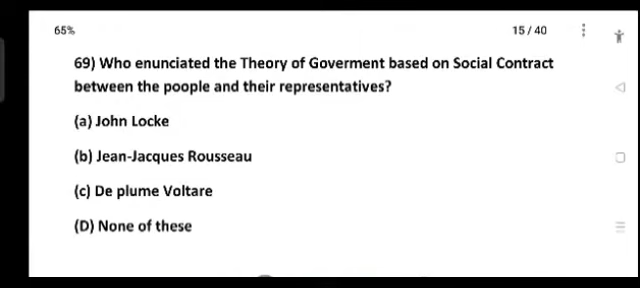 65%
15 / 40
69) Who enunciated the Theory of Goverment based on Social Contract
between the poople and their representatives?
(a) John Locke
(b) Jean-Jacques Rousseau
(c) De plume Voltare
(D) None of these